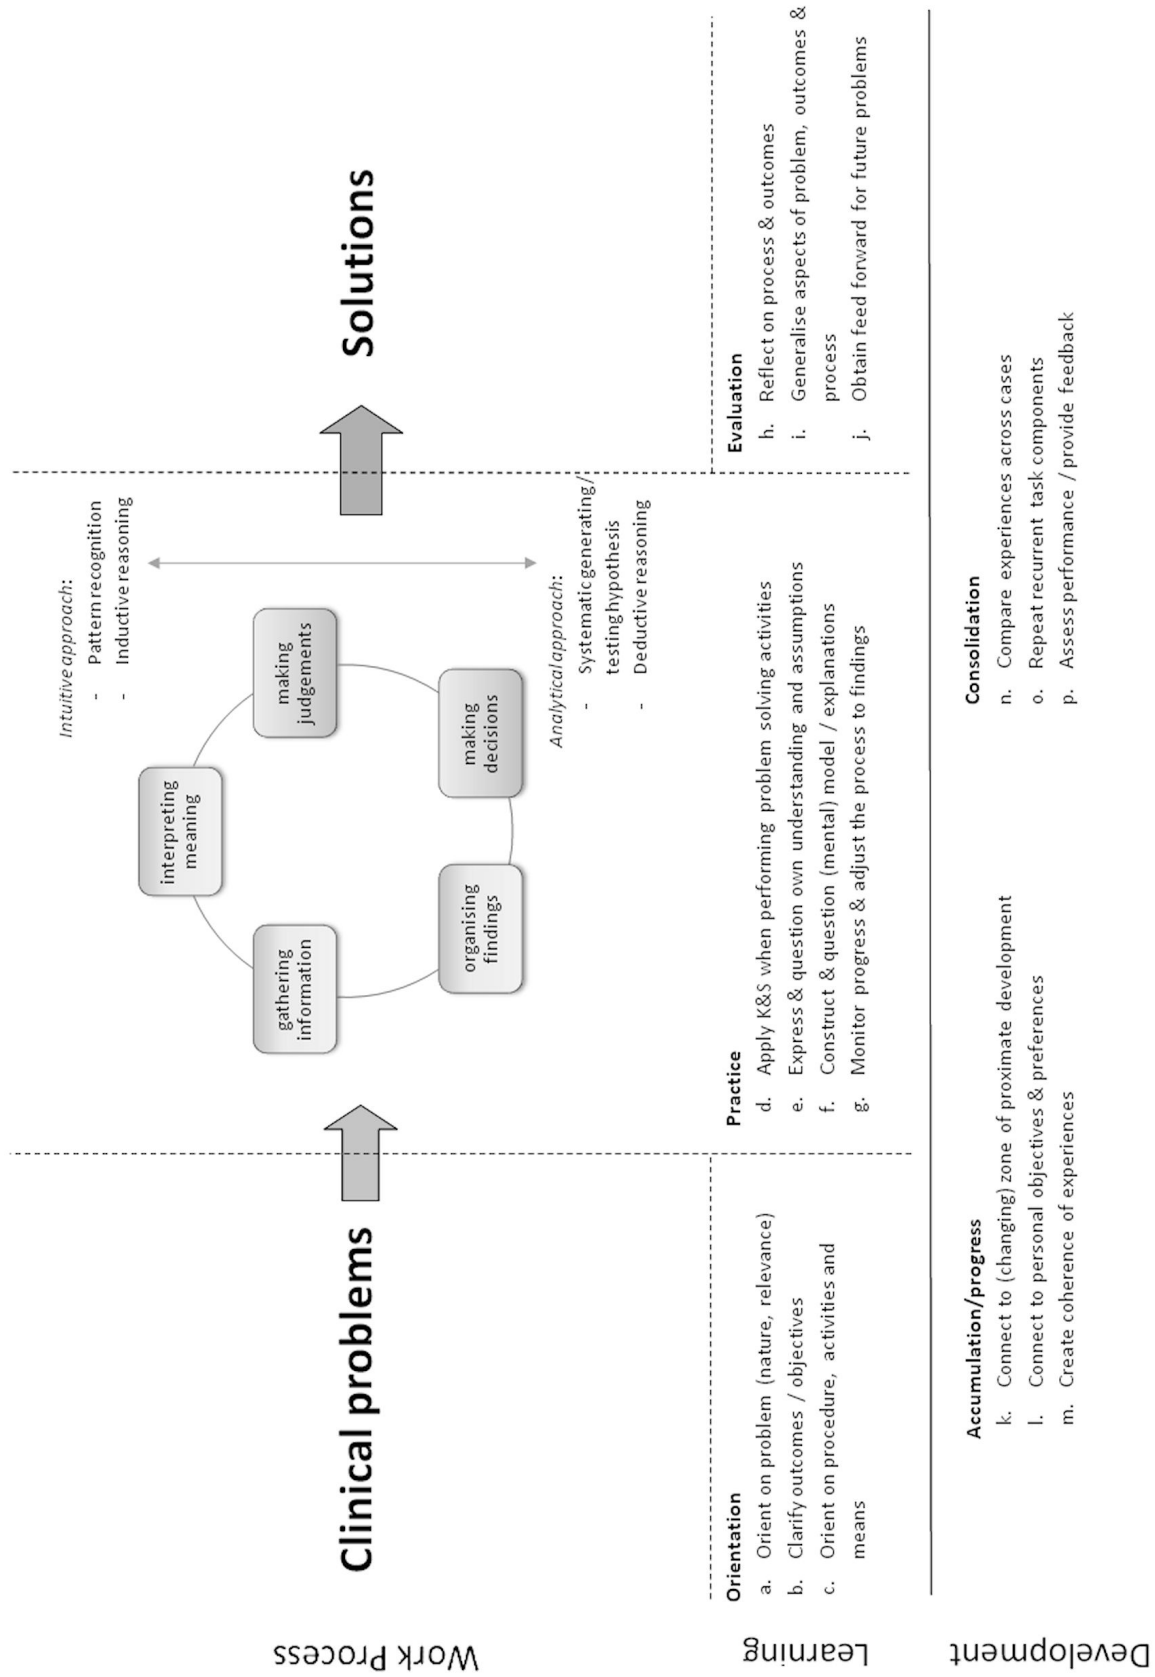 Work Process
Clinical problems
gathering
information
interpreting
meaning
making
judgements
organising
findings
making
decisions
Intuitive approach:
- Pattern recognition
- Inductive reasoning
Analytical approach:
- Systematic generating/
testing hypothesis
- Deductive reasoning
Solutions
Learning
Orientation
a. Orient on problem (nature, relevance)
b. Clarify outcomes / objectives
c. Orient on procedure, activities and
means
Practice
d. Apply K&S when performing problem solving activities
e. Express & question own understanding and assumptions
f. Construct & question (mental) model / explanations
g. Monitor progress & adjust the process to findings
Evaluation
h. Reflect on process & outcomes
i. Generalise aspects of problem, outcomes &
process
j. Obtain feed forward for future problems
Development
Accumulation/progress
k. Connect to (changing) zone of proximate development
l. Connect to personal objectives & preferences
m. Create coherence of experiences
Consolidation
n. Compare experiences across cases
o. Repeat recurrent task components
p. Assess performance / provide feedback